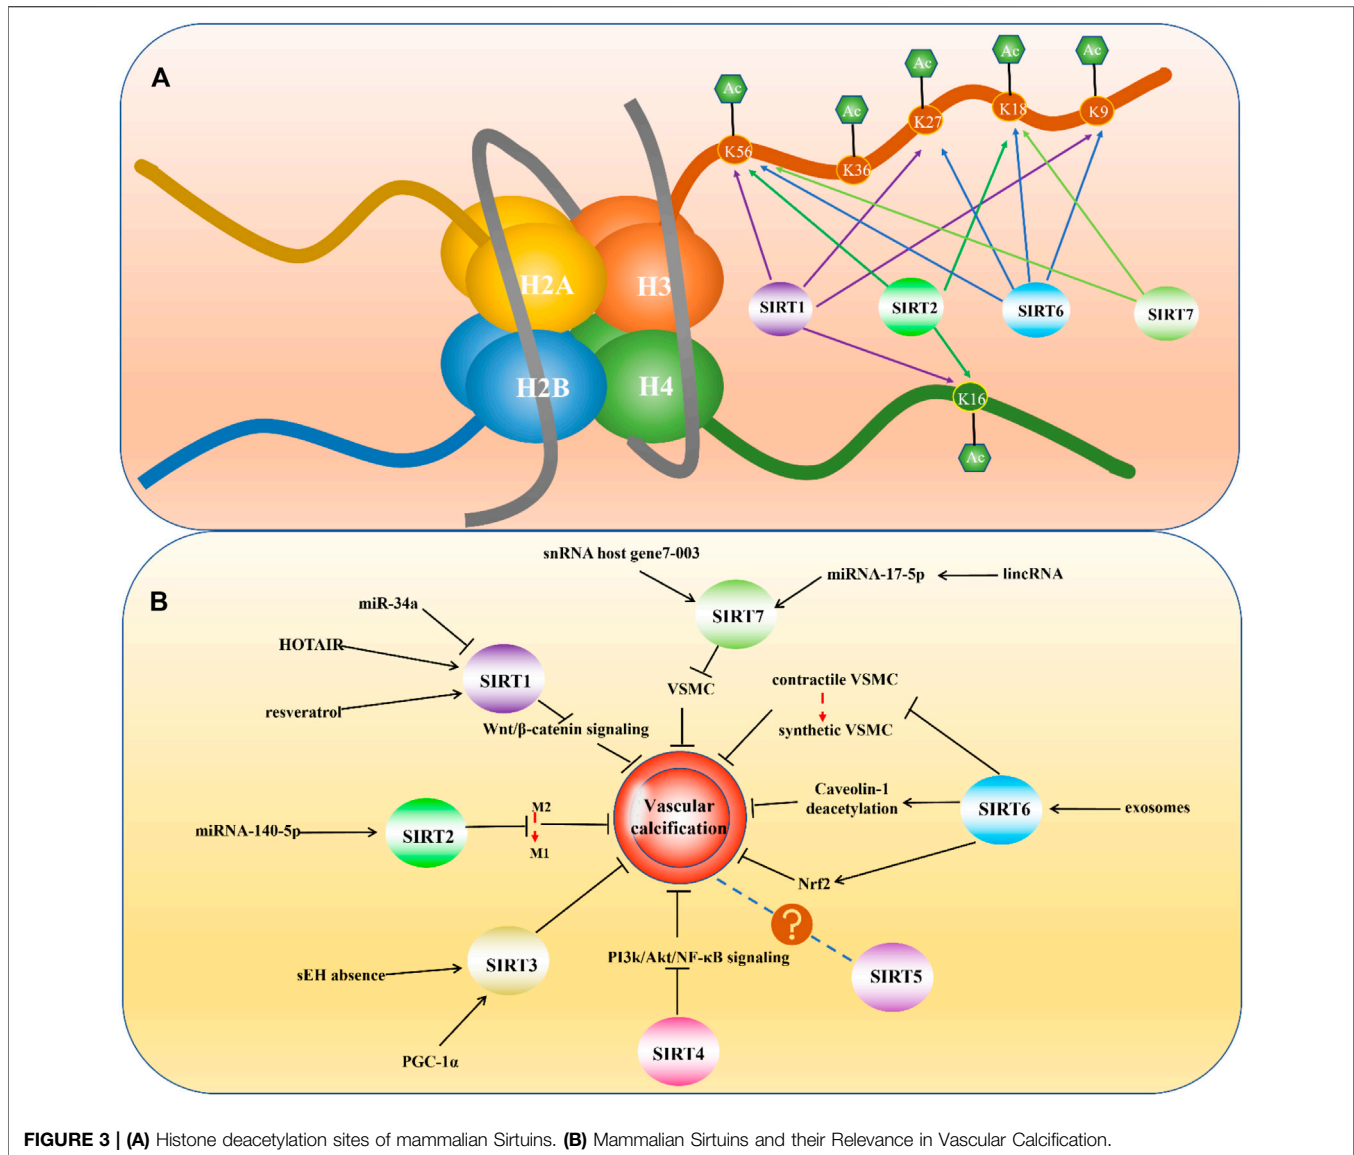 A
Ac
Ac
Ac
Ac
Ac
K56
K36
K27
K18
K9
H2A
H3
H2B
H4
SIRT1
SIRT2
SIRT6
SIRT7
K16
Ac
B
snRNA host gene7-003
miRNA-17-5p
lincRNA
miR-34a
HOTAIR
resveratrol
SIRT1
SIRT7
Wnt/β-catenin signaling
VSMC
contractile VSMC
synthetic VSMC
miRNA-140-5p
SIRT2
M2
M1
Vascular
calcification
Caveolin-1
deacetylation
SIRT6
exosomes
Nrf2
?
SIRT5
sEH absence
SIRT3
PGC-1α
PI3k/Akt/NF-κB signaling
SIRT4
FIGURE 3 | (A) Histone deacetylation sites of mammalian Sirtuins. (B) Mammalian Sirtuins and their Relevance in Vascular Calcification.